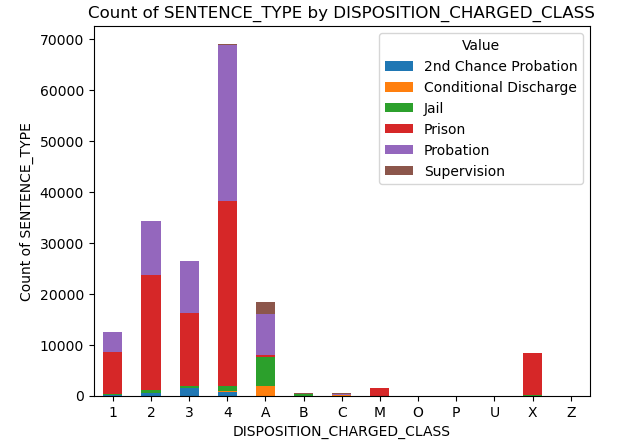 Count of SENTENCE_TYPE by DISPOSITION_CHARGED_CLASS
Value
2nd Chance Probation
Conditional Discharge
Jail
Prison
Probation
Supervision
Count of SENTENCE_TYPE
70000
60000
50000
40000
30000
20000
10000
0
1 2 3 4 A B C M O P U X Z
DISPOSITION_CHARGED_CLASS